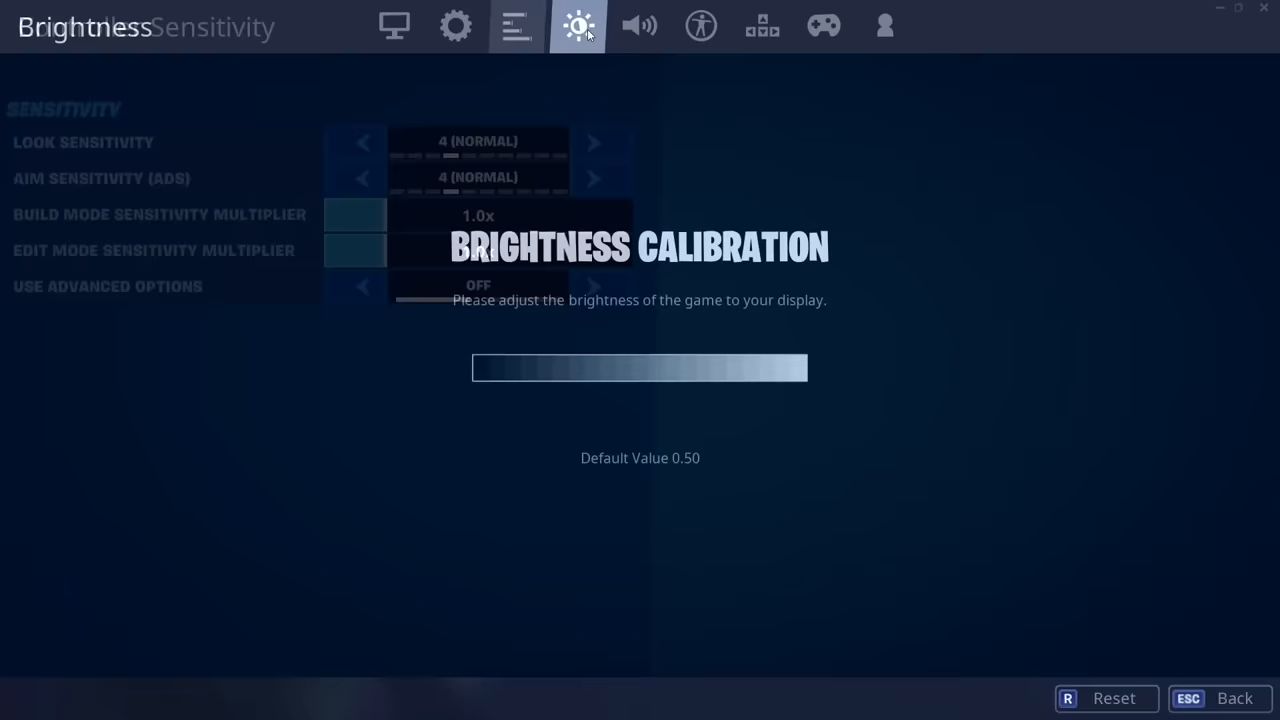 Brightness
Sensitivity
SENSITIVITY
LOOK SENSITIVITY
4 (NORMAL)
AIM SENSITIVITY (ADS)
4 (NORMAL)
BUILD MODE SENSITIVITY MULTIPLIER
1.0x
EDIT MODE SENSITIVITY MULTIPLIER
USE ADVANCED OPTIONS
OFF
BRIGHTNESS CALIBRATION
Please adjust the brightness of the game to your display.
Default Value 0.50
R Reset
ESC Back